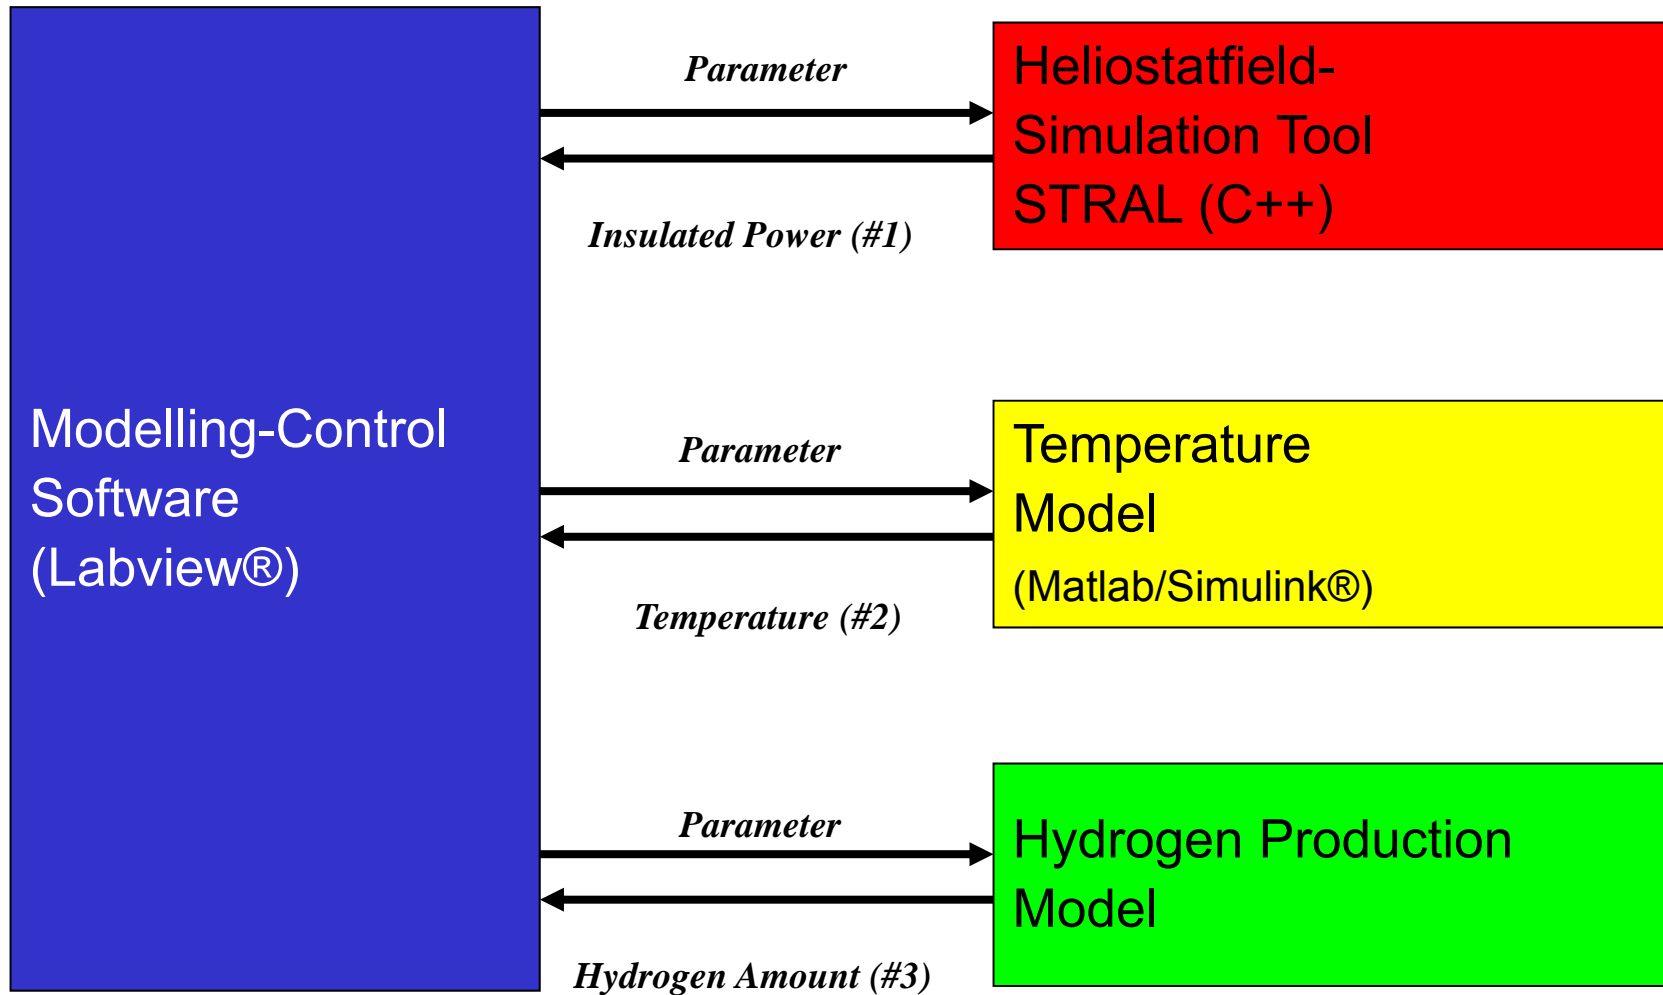 Modelling-Control
Software
(Labview®)
Parameter
Insulated Power (#1)
Heliostatfield-
Simulation Tool
STRAL (C++)
Parameter
Temperature (#2)
Temperature
Model
(Matlab/Simulink®)
Parameter
Hydrogen Amount (#3)
Hydrogen Production
Model